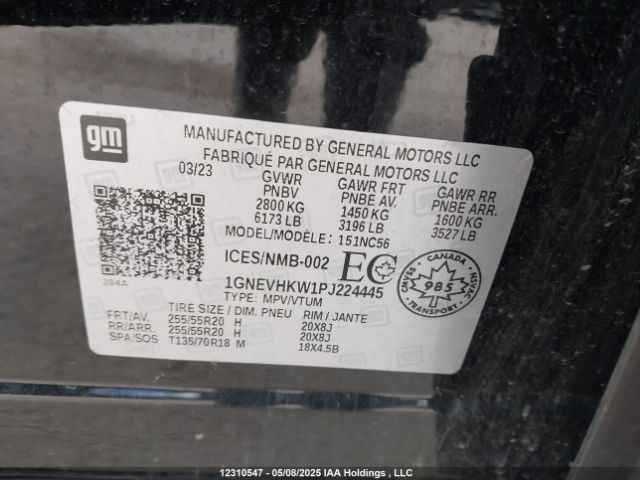 gm
MANUFACTURED BY GENERAL MOTORS LLC
FABRIQUÉ PAR GENERAL MOTORS LLC
03/23 GVWR GAWR FRT GAWR RR
PNBV PNBE AV. PNBE ARR.
2800 KG 1450 KG 1600 KG
6173 LB 3196 LB 3527 LB
MODEL/MODÈLE: 151NC56
ICES/NMB-002 EC
CANADA
985
TRANSPORT
284A
1GNEVHKW1PJ224445
TYPE: MPV/VTUM
TIRE SIZE / DIM. PNEU RIM / JANTE
FRT/AV. 255/55R20 H 20X8J
RR/ARR. 255/55R20 H 20X8J
SPA/SOS T135/70R18 M 18X4.5B
12310547 - 05/08/2025 IAA Holdings , LLC